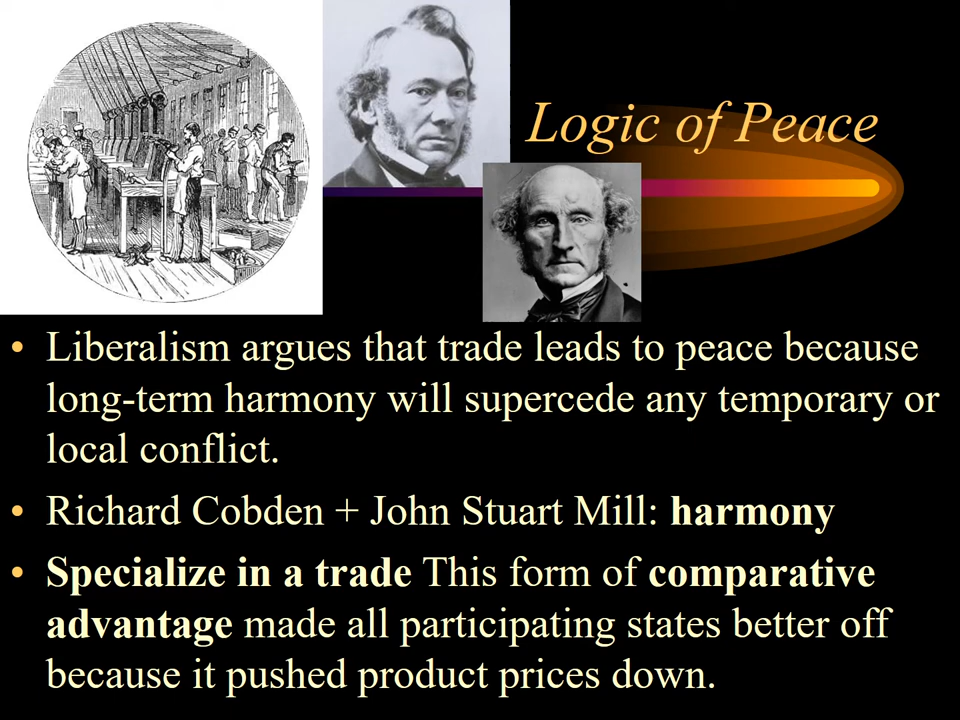 Logic of Peace
• Liberalism argues that trade leads to peace because
long-term harmony will supercede any temporary or
local conflict.
• Richard Cobden + John Stuart Mill: harmony
• Specialize in a trade This form of comparative
advantage made all participating states better off
because it pushed product prices down.